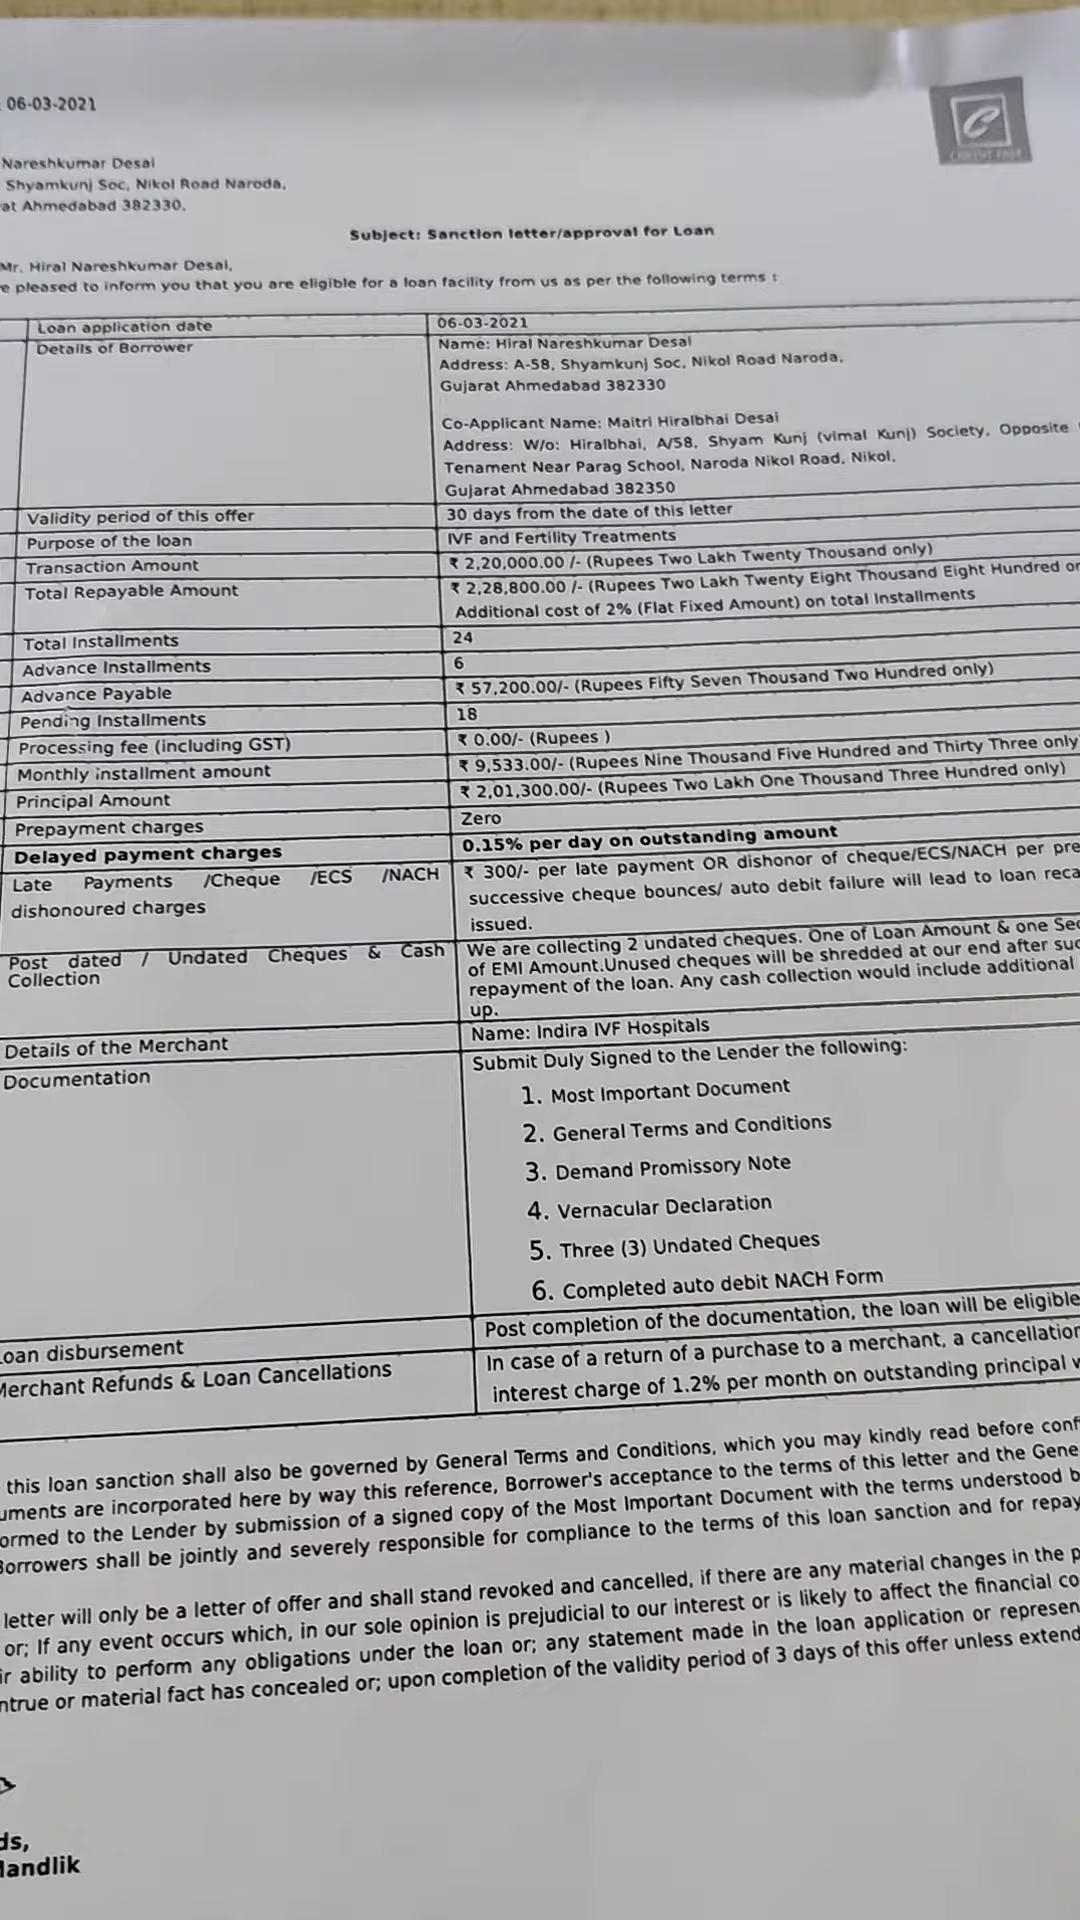 : 06-03-2021
Nareshkumar Desai
Shyamkunj Soc, Nikol Road Naroda,
at Ahmedabad 382330.
Subject: Sanction letter/approval for Loan
Mr. Hiral Nareshkumar Desai,
e pleased to inform you that you are eligible for a loan facility from us as per the following terms :
Loan application date 06-03-2021
Details of Borrower Name: Hiral Nareshkumar Desai
Address: A-58, Shyamkunj Soc, Nikol Road Naroda,
Gujarat Ahmedabad 382330
Co-Applicant Name: Maitri Hiralbhai Desai
Address: W/o: Hiralbhai, A/58, Shyam Kunj (vimal Kunj) Society, Opposite
Tenament Near Parag School, Naroda Nikol Road, Nikol,
Gujarat Ahmedabad 382350
Validity period of this offer 30 days from the date of this letter
Purpose of the loan IVF and Fertility Treatments
Transaction Amount ₹ 2,20,000.00 /- (Rupees Two Lakh Twenty Thousand only)
Total Repayable Amount ₹ 2,28,800.00 /- (Rupees Two Lakh Twenty Eight Thousand Eight Hundred or
Additional cost of 2% (Flat Fixed Amount) on total Installments
Total Installments 24
Advance Installments 6
Advance Payable ₹ 57,200.00/- (Rupees Fifty Seven Thousand Two Hundred only)
Pending Installments 18
Processing fee (including GST) ₹ 0.00/- (Rupees )
Monthly installment amount ₹ 9,533.00/- (Rupees Nine Thousand Five Hundred and Thirty Three only
Principal Amount ₹ 2,01,300.00/- (Rupees Two Lakh One Thousand Three Hundred only)
Prepayment charges Zero
Delayed payment charges 0.15% per day on outstanding amount
Late Payments /Cheque /ECS /NACH ₹ 300/- per late payment OR dishonor of cheque/ECS/NACH per pre
dishonoured charges successive cheque bounces/ auto debit failure will lead to loan reca
issued.
Post dated / Undated Cheques & Cash We are collecting 2 undated cheques. One of Loan Amount & one Sec
Collection of EMI Amount.Unused cheques will be shredded at our end after suc
repayment of the loan. Any cash collection would include additional
up.
Details of the Merchant Name: Indira IVF Hospitals
Documentation Submit Duly Signed to the Lender the following:
1. Most Important Document
2. General Terms and Conditions
3. Demand Promissory Note
4. Vernacular Declaration
5. Three (3) Undated Cheques
6. Completed auto debit NACH Form
Loan disbursement Post completion of the documentation, the loan will be eligible
Merchant Refunds & Loan Cancellations In case of a return of a purchase to a merchant, a cancellation
interest charge of 1.2% per month on outstanding principal w
this loan sanction shall also be governed by General Terms and Conditions, which you may kindly read before conf
uments are incorporated here by way this reference, Borrower's acceptance to the terms of this letter and the Gene
ormed to the Lender by submission of a signed copy of the Most Important Document with the terms understood b
Borrowers shall be jointly and severely responsible for compliance to the terms of this loan sanction and for repay
letter will only be a letter of offer and shall stand revoked and cancelled, if there are any material changes in the p
or; If any event occurs which, in our sole opinion is prejudicial to our interest or is likely to affect the financial co
ir ability to perform any obligations under the loan or; any statement made in the loan application or represen
ntrue or material fact has concealed or; upon completion of the validity period of 3 days of this offer unless extend
ds,
Mandlik